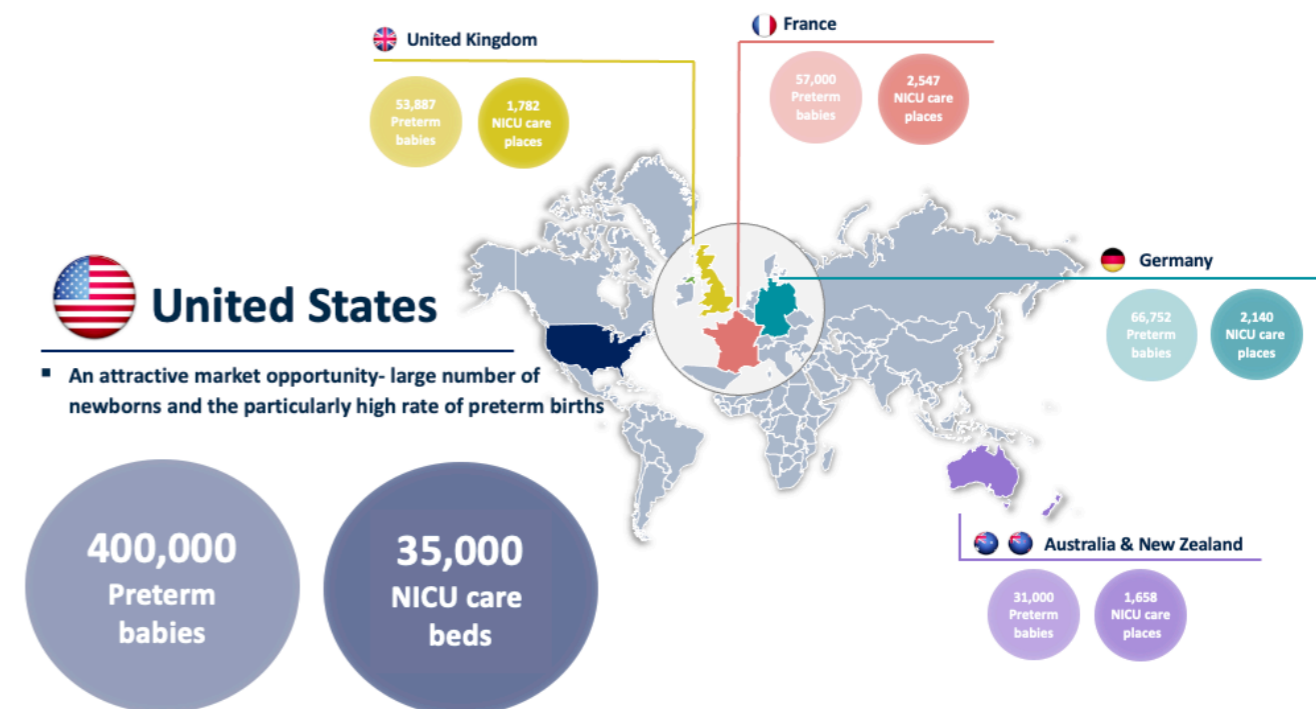 United Kingdom
53,887
Preterm
babies
1,782
NICU care
places
France
57,000
Preterm
babies
2,547
NICU care
places
Germany
66,752
Preterm
babies
2,140
NICU care
places
United States
▪ An attractive market opportunity- large number of
newborns and the particularly high rate of preterm births
400,000
Preterm
babies
35,000
NICU care
beds
Australia & New Zealand
31,000
Preterm
babies
1,658
NICU care
places